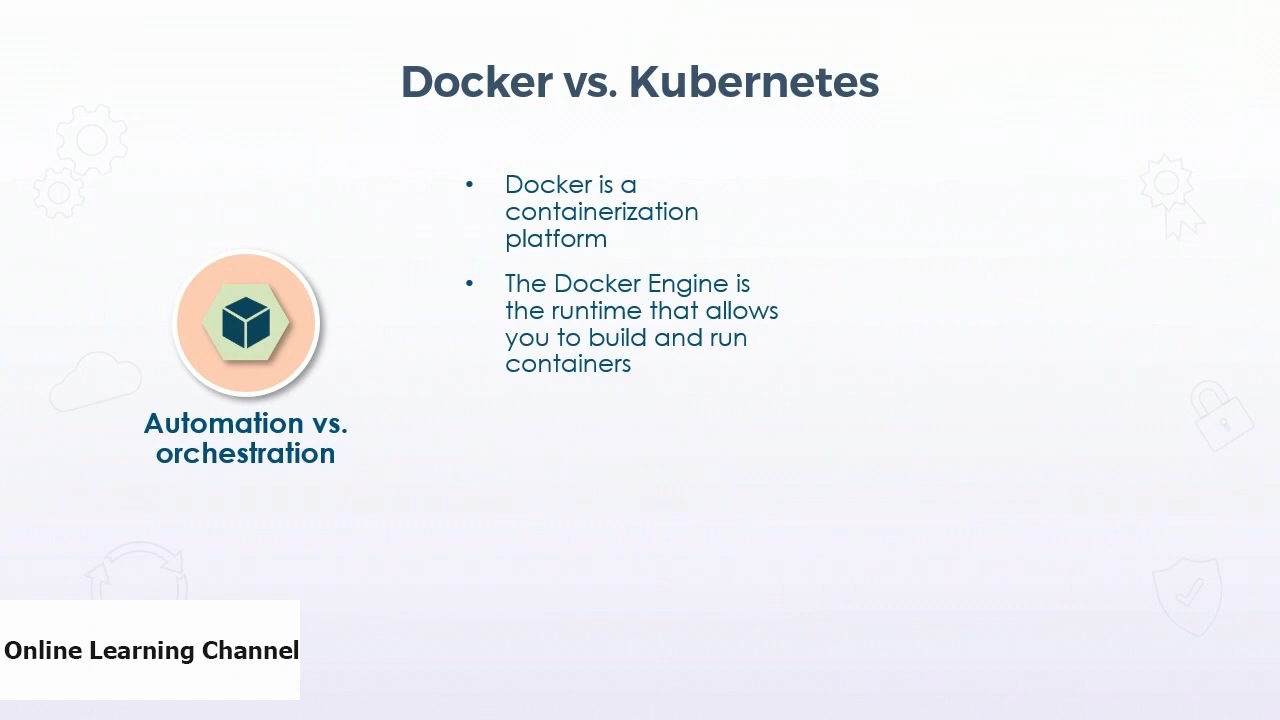 Docker vs. Kubernetes
• Docker is a
containerization
platform
• The Docker Engine is
the runtime that allows
you to build and run
containers
Automation vs.
orchestration
Online Learning Channel